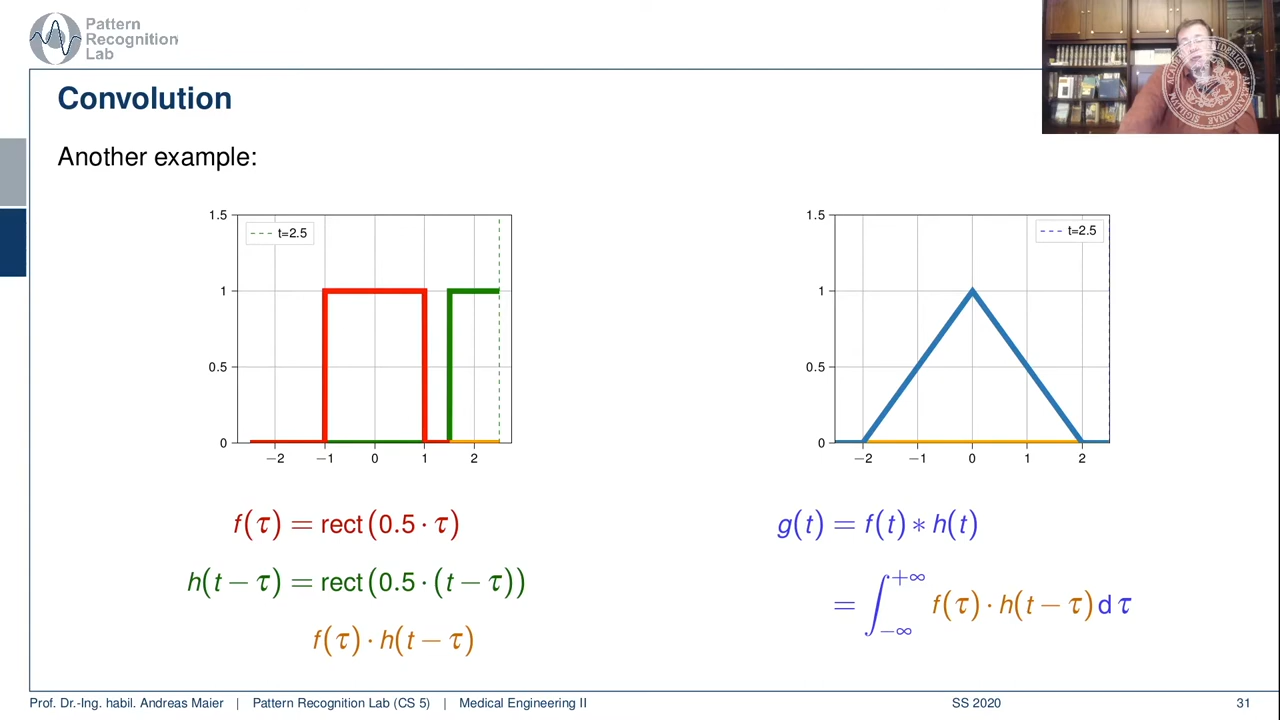 Pattern
Recognition
Lab
Convolution
Another example:
1.5
1
0.5
0
t=2.5
−2 −1 0 1 2
1.5
1
0.5
0
t=2.5
−2 −1 0 1 2
f(τ) = rect(0.5 · τ)
h(t − τ) = rect(0.5 · (t − τ))
f(τ) · h(t − τ)
g(t) = f(t) ∗ h(t)
= ∫_{−∞}^{+∞} f(τ) · h(t − τ) d τ
Prof. Dr.-Ing. habil. Andreas Maier | Pattern Recognition Lab (CS 5) | Medical Engineering II SS 2020 31